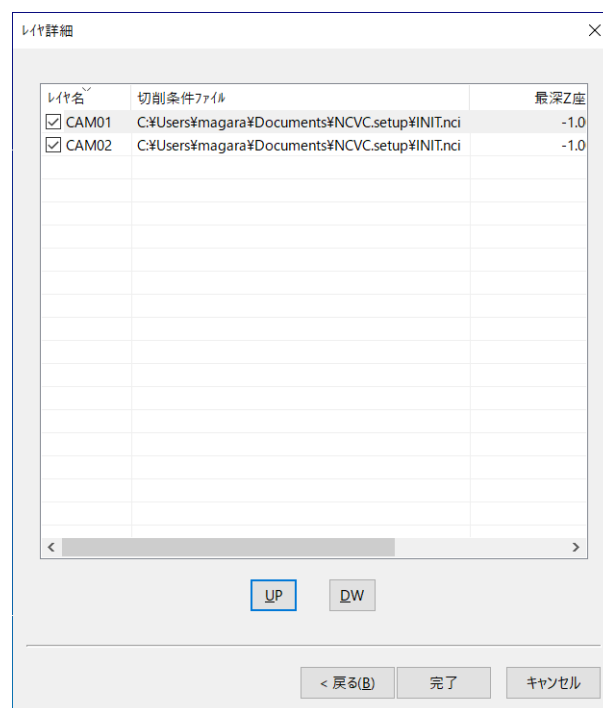 ﾚｲﾔ詳細
ﾚｲﾔ名 切削条件ﾌｧｲﾙ 最深Z座
CAM01 C:¥Users¥magara¥Documents¥NCVC.setup¥INIT.nci -1.0
CAM02 C:¥Users¥magara¥Documents¥NCVC.setup¥INIT.nci -1.0
UP DW
< 戻る(B) 完了 キャンセル